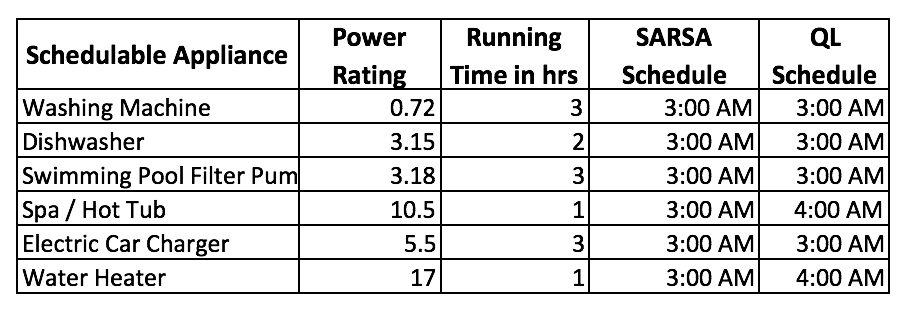 Schedulable Appliance Power Rating Running Time in hrs SARSA Schedule QL Schedule
Washing Machine 0.72 3 3:00 AM 3:00 AM
Dishwasher 3.15 2 3:00 AM 3:00 AM
Swimming Pool Filter Pum 3.18 3 3:00 AM 3:00 AM
Spa / Hot Tub 10.5 1 3:00 AM 4:00 AM
Electric Car Charger 5.5 3 3:00 AM 3:00 AM
Water Heater 17 1 3:00 AM 4:00 AM